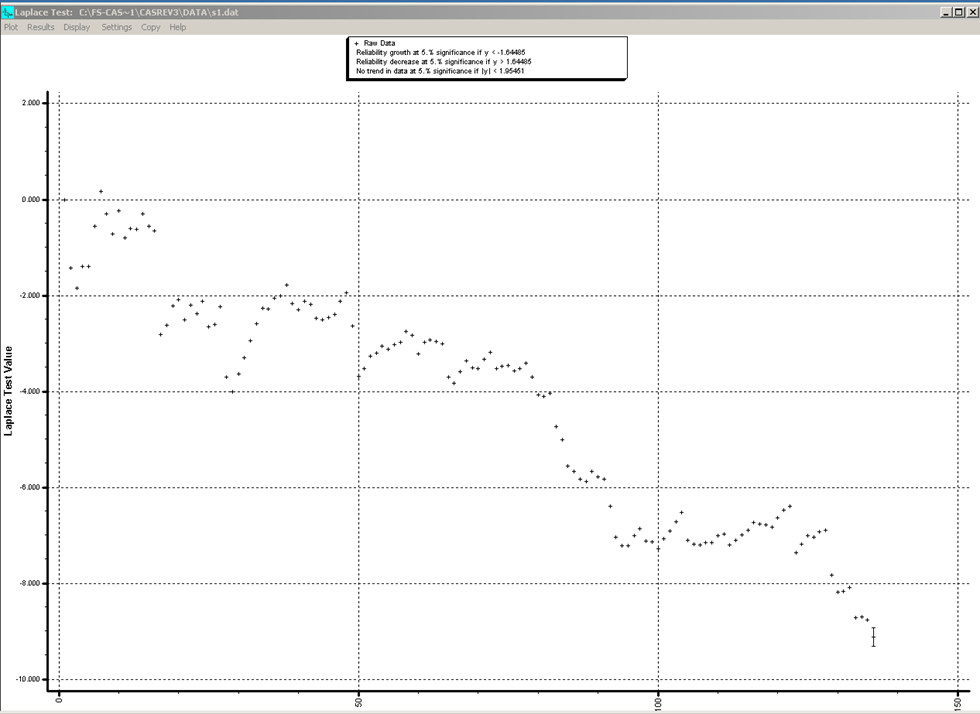 Laplace Test: C:\FS-CAS~1\CASREV3\DATA\s1.dat
Plot Results Display Settings Copy Help
+ Raw Data
Reliability growth at 5.% significance if y < -1.64485
Reliability decrease at 5.% significance if y > 1.64485
No trend in data at 5.% significance if |y| < 1.95451
2.000
0.000
-2.000
-4.000
-6.000
-8.000
-10.000
Laplace Test Value
0
50
100
150